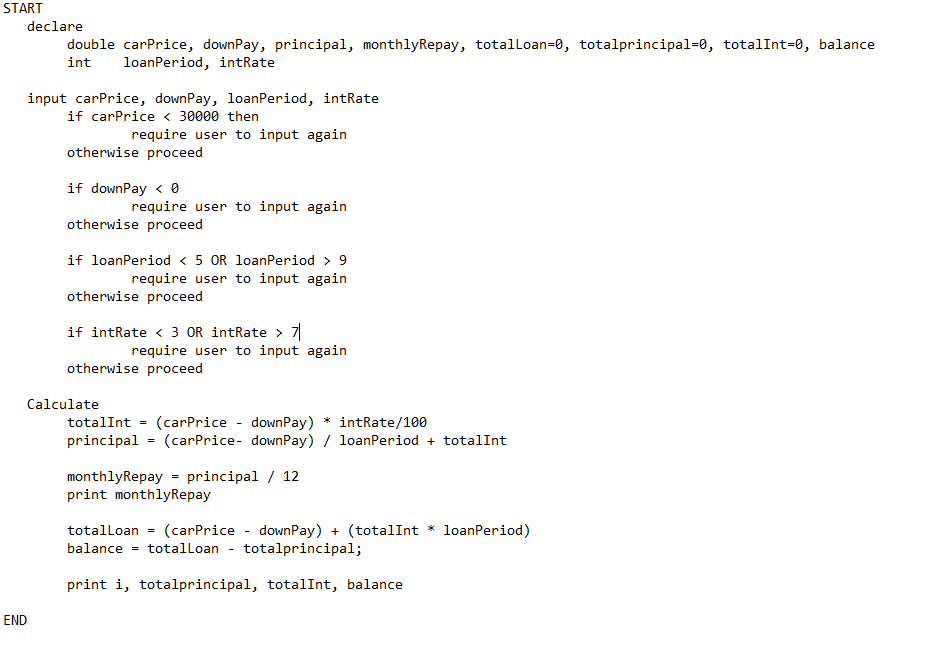 START
declare
double carPrice, downPay, principal, monthlyRepay, totalLoan=0, totalprincipal=0, totalInt=0, balance
int loanPeriod, intRate
input carPrice, downPay, loanPeriod, intRate
if carPrice < 30000 then
require user to input again
otherwise proceed
if downPay < 0
require user to input again
otherwise proceed
if loanPeriod < 5 OR loanPeriod > 9
require user to input again
otherwise proceed
if intRate < 3 OR intRate > 7
require user to input again
otherwise proceed
Calculate
totalInt = (carPrice - downPay) * intRate/100
principal = (carPrice- downPay) / loanPeriod + totalInt
monthlyRepay = principal / 12
print monthlyRepay
totalLoan = (carPrice - downPay) + (totalInt * loanPeriod)
balance = totalLoan - totalprincipal;
print i, totalprincipal, totalInt, balance
END